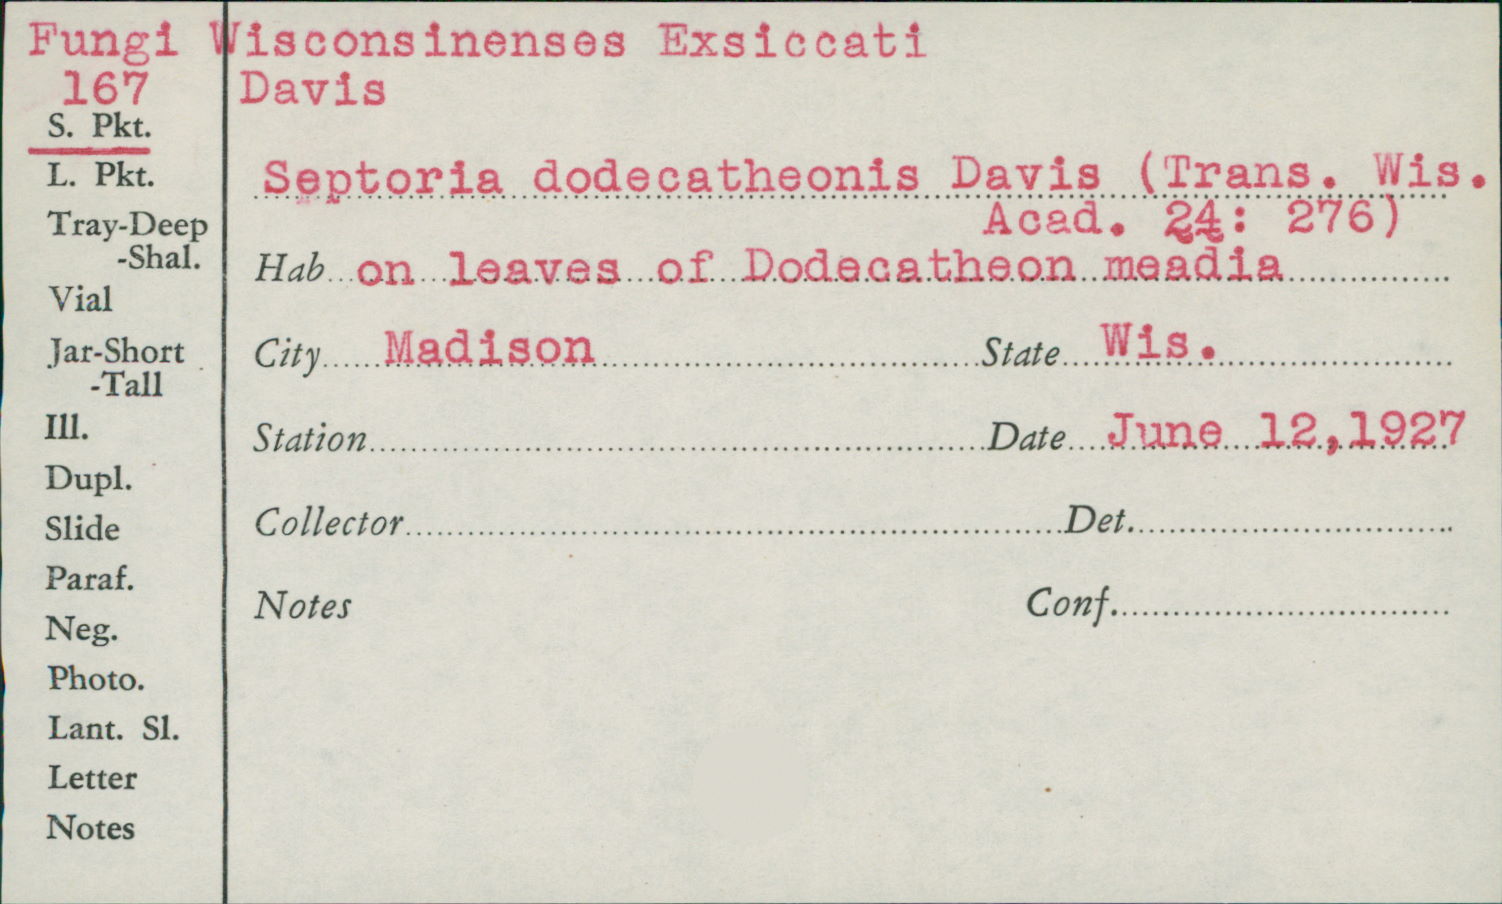 Fungi Wisconsinenses Exsiccati
167 Davis
S. Pkt.
L. Pkt.
Tray-Deep
-Shal.
Vial
Jar-Short
-Tall
Ill.
Dupl.
Slide
Paraf.
Neg.
Photo.
Lant. Sl.
Letter
Notes
Septoria dodecatheonis Davis (Trans. Wis.
Acad. 24: 276)
Hab on leaves of Dodecatheon meadia
City Madison State Wis.
Station Date June 12,1927
Collector Det.
Notes Conf.